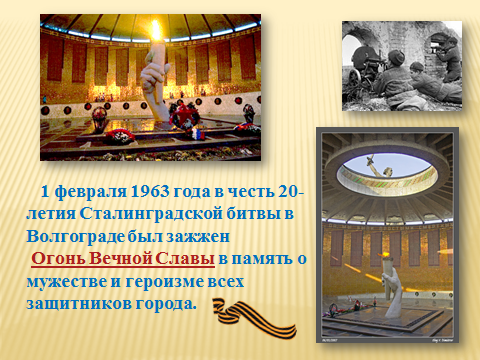 1 февраля 1963 года в честь 20-
летия Сталинградской битвы в
Волгограде был зажжен
Огонь Вечной Славы в память о
мужестве и героизме всех
защитников города.